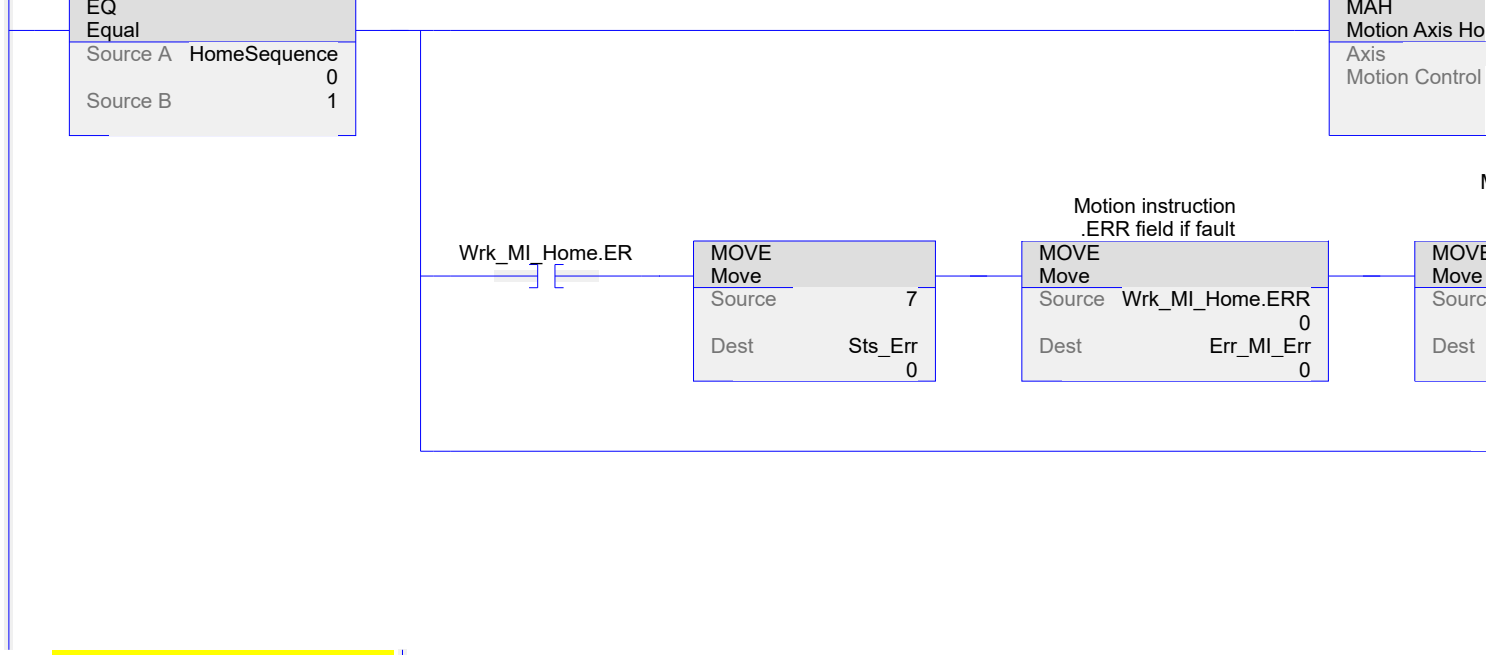 EQ
Equal
Source A HomeSequence
0
Source B 1
MAH
Motion Axis Ho
Axis
Motion Control
Motion instruction
.ERR field if fault
Wrk_MI_Home.ER
MOVE
Move
Source 7
Dest Sts_Err
0
MOVE
Move
Source Wrk_MI_Home.ERR
0
Dest Err_MI_Err
0
MOVE
Move
Sourc
Dest